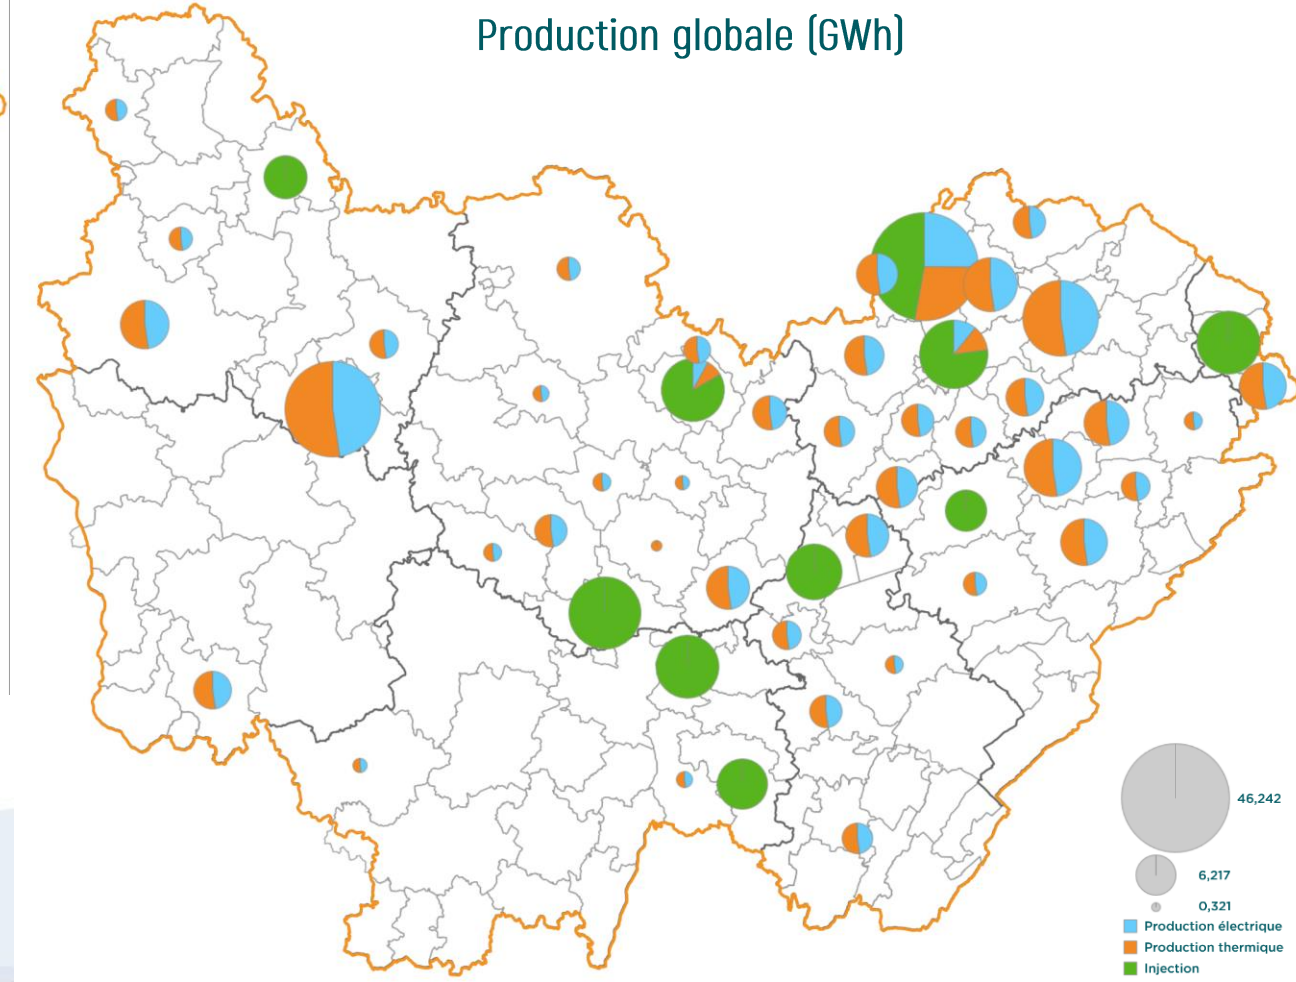 Production globale (GWh)
46,242
6,217
0,321
Production électrique
Production thermique
Injection